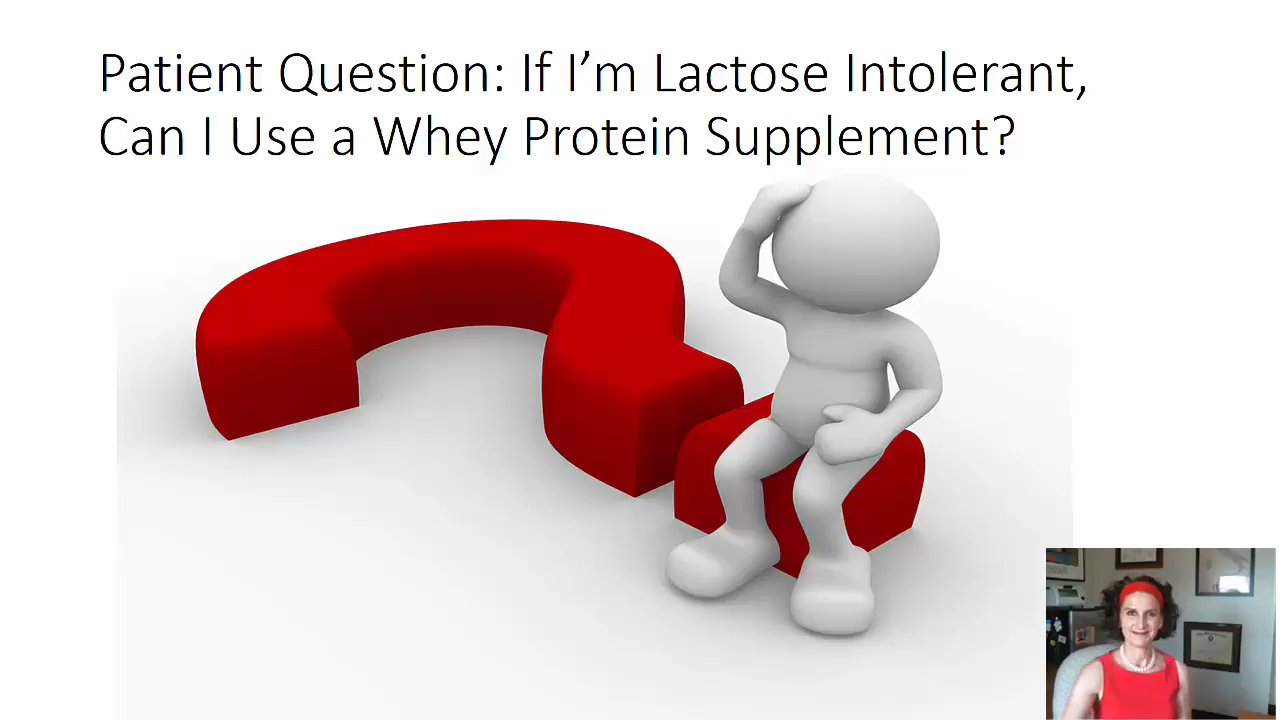 Patient Question: If I’m Lactose Intolerant,
Can I Use a Whey Protein Supplement?